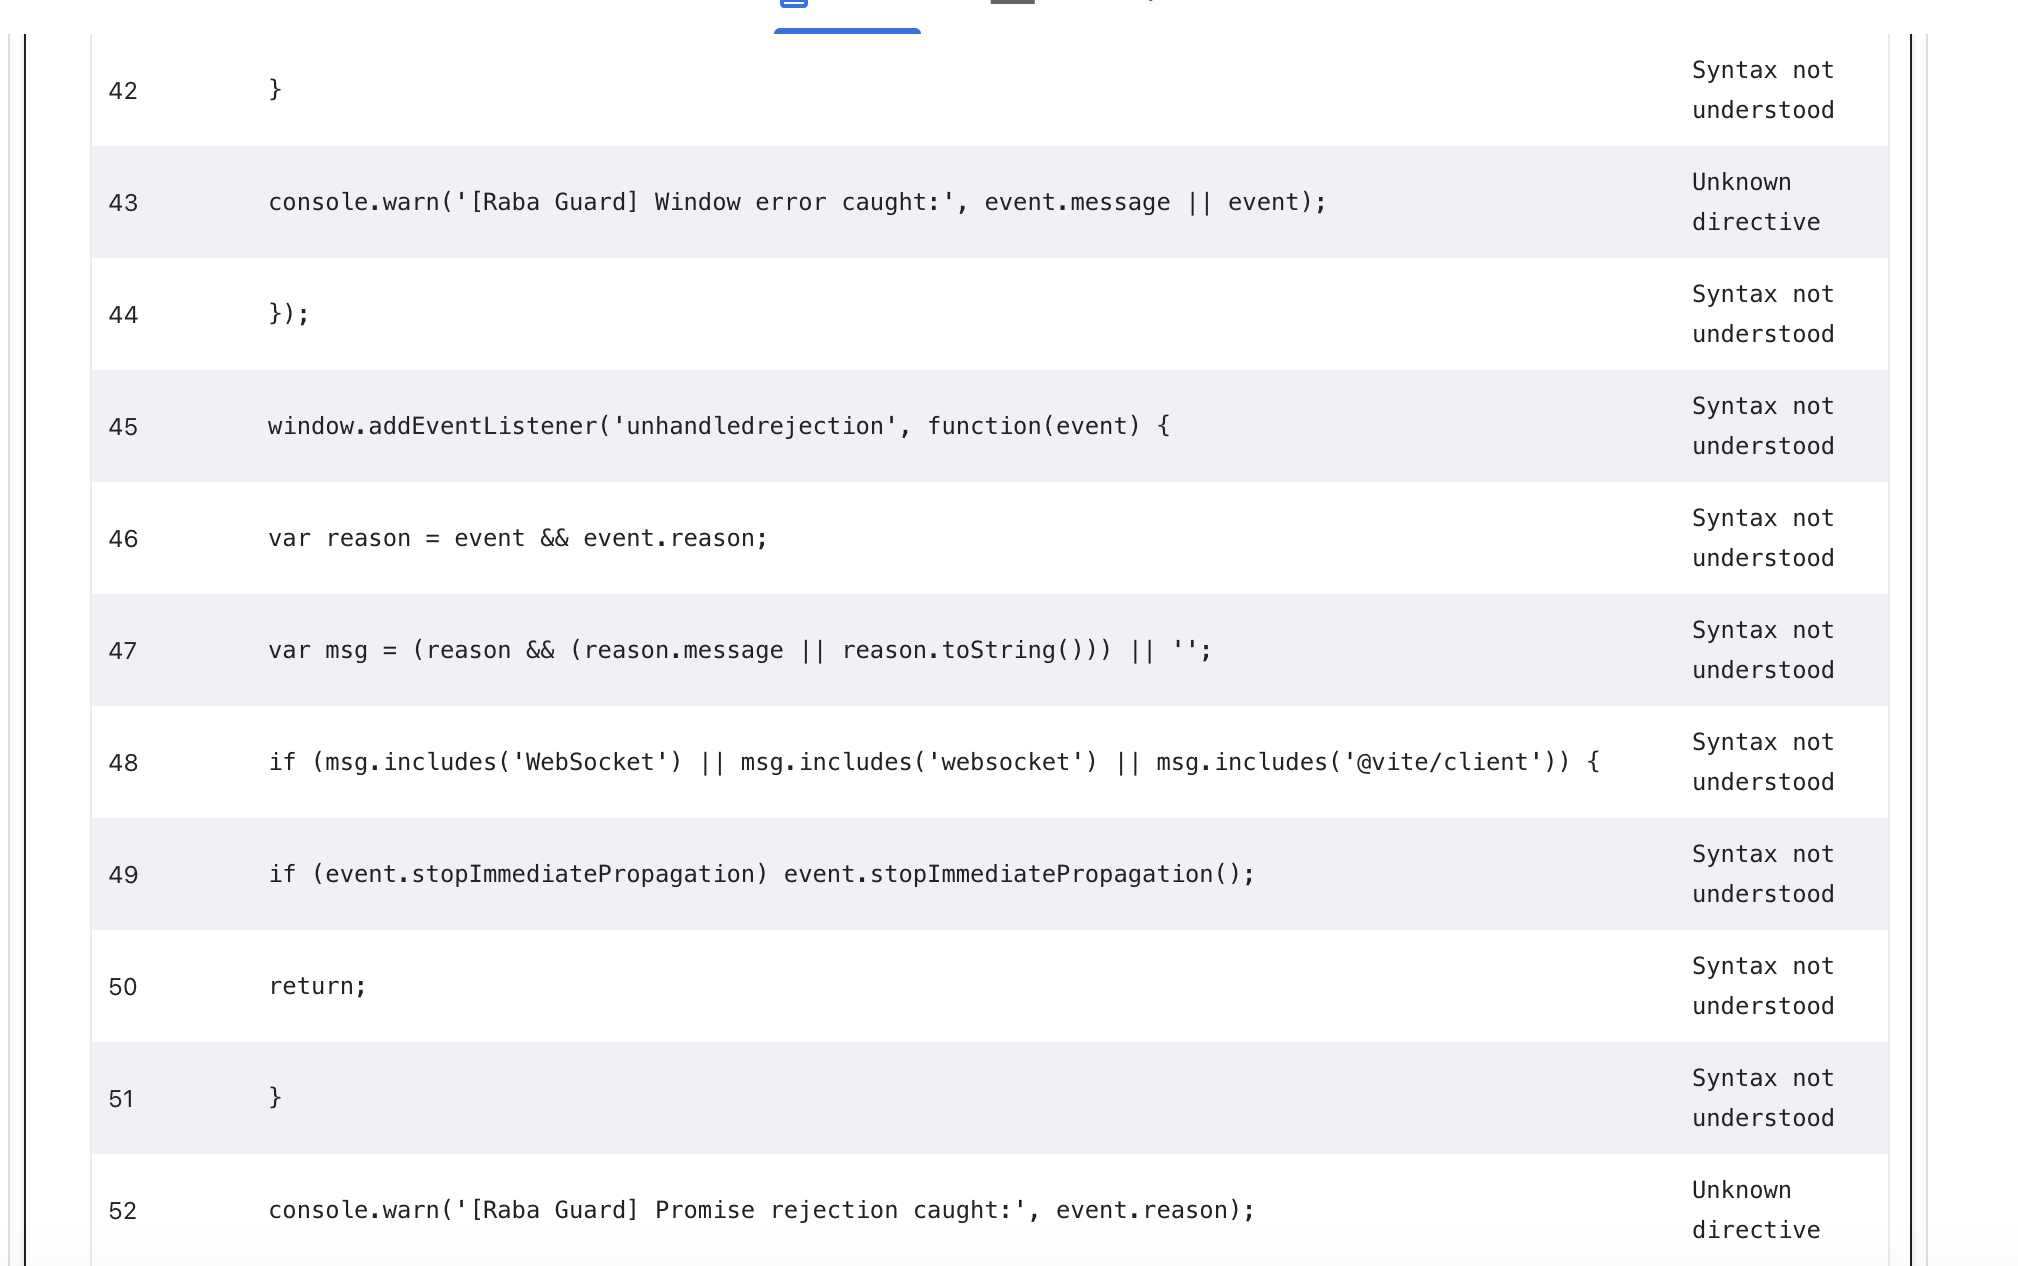 42 } Syntax not
understood
43 console.warn('[Raba Guard] Window error caught:', event.message || event); Unknown
directive
44 }); Syntax not
understood
45 window.addEventListener('unhandledrejection', function(event) { Syntax not
understood
46 var reason = event && event.reason; Syntax not
understood
47 var msg = (reason && (reason.message || reason.toString())) || ''; Syntax not
understood
48 if (msg.includes('WebSocket') || msg.includes('websocket') || msg.includes('@vite/client')) { Syntax not
understood
49 if (event.stopImmediatePropagation) event.stopImmediatePropagation(); Syntax not
understood
50 return; Syntax not
understood
51 } Syntax not
understood
52 console.warn('[Raba Guard] Promise rejection caught:', event.reason); Unknown
directive